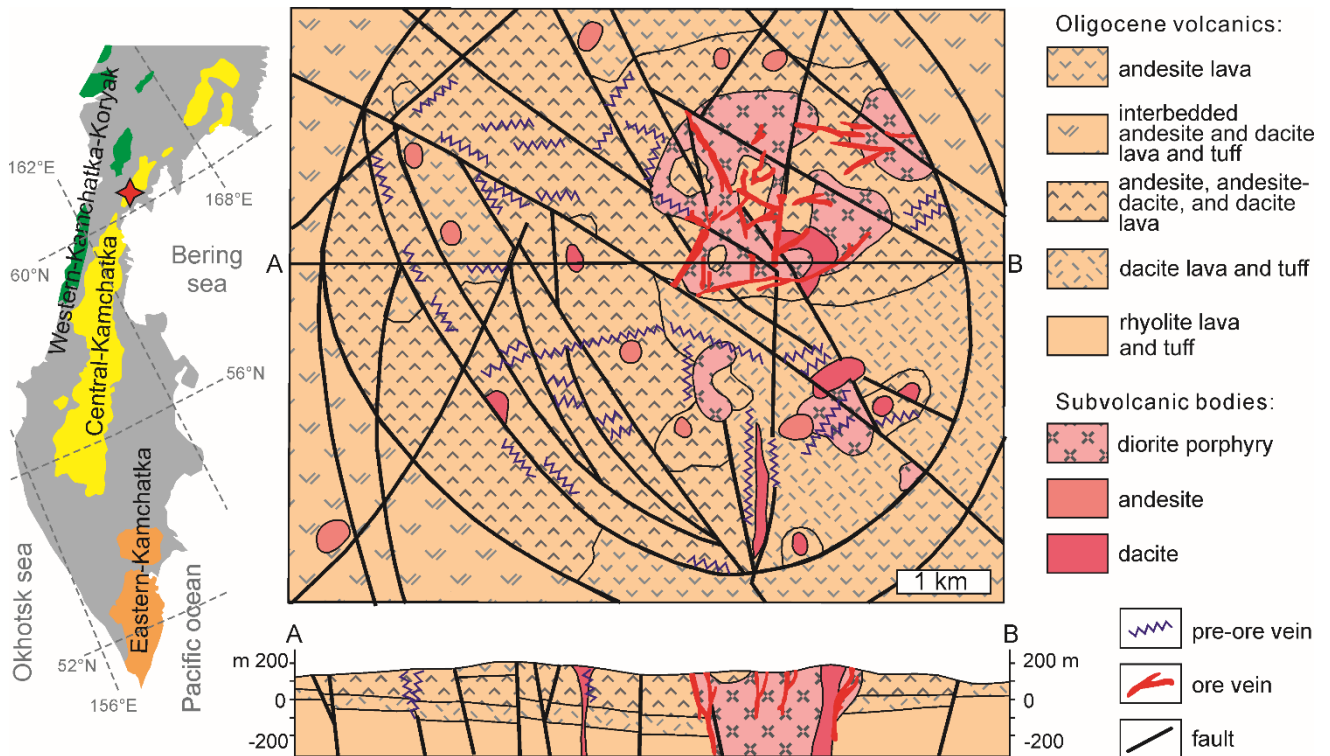 162°E
168°E
60°N
56°N
52°N
156°E
Western-Kamchatka-Koryak
Central-Kamchatka
Eastern-Kamchatka
Bering
sea
Okhotsk sea
Pacific ocean
A
B
1 km
A
B
m 200
0
-200
200 m
0
-200
Oligocene volcanics:
andesite lava
interbedded
andesite and dacite
lava and tuff
andesite, andesite-
dacite, and dacite
lava
dacite lava and tuff
rhyolite lava
and tuff
Subvolcanic bodies:
diorite porphyry
andesite
dacite
pre-ore vein
ore vein
fault